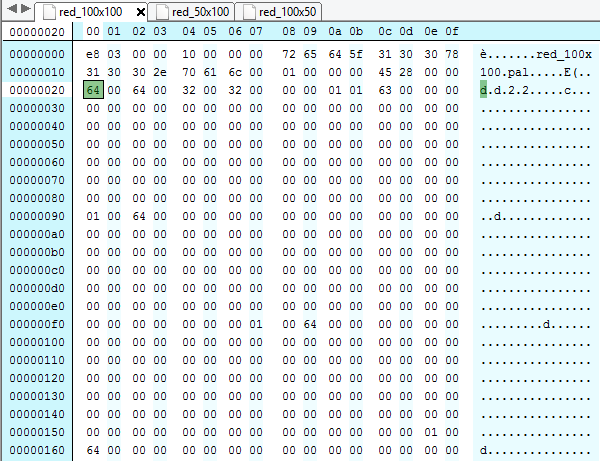 red_100x100 red_50x100 red_100x50
00000020 00 01 02 03 04 05 06 07 08 09 0a 0b 0c 0d 0e 0f
00000000 e8 03 00 00 10 00 00 00 72 65 64 5f 31 30 30 78 è.......red_100x
00000010 31 30 30 2e 70 61 6c 00 01 00 00 00 45 28 00 00 100.pal.....E(..
00000020 64 00 64 00 32 00 32 00 00 00 01 01 63 00 00 00 d.d.2.2.....c...
00000030 00 00 00 00 00 00 00 00 00 00 00 00 00 00 00 00 ................
00000040 00 00 00 00 00 00 00 00 00 00 00 00 00 00 00 00 ................
00000050 00 00 00 00 00 00 00 00 00 00 00 00 00 00 00 00 ................
00000060 00 00 00 00 00 00 00 00 00 00 00 00 00 00 00 00 ................
00000070 00 00 00 00 00 00 00 00 00 00 00 00 00 00 00 00 ................
00000080 00 00 00 00 00 00 00 00 00 00 00 00 00 00 00 00 ................
00000090 01 00 64 00 00 00 00 00 00 00 00 00 00 00 00 00 ..d.............
000000a0 00 00 00 00 00 00 00 00 00 00 00 00 00 00 00 00 ................
000000b0 00 00 00 00 00 00 00 00 00 00 00 00 00 00 00 00 ................
000000c0 00 00 00 00 00 00 00 00 00 00 00 00 00 00 00 00 ................
000000d0 00 00 00 00 00 00 00 00 00 00 00 00 00 00 00 00 ................
000000e0 00 00 00 00 00 00 00 00 00 00 00 00 00 00 00 00 ................
000000f0 00 00 00 00 00 00 00 01 00 64 00 00 00 00 00 00 .........d......
00000100 00 00 00 00 00 00 00 00 00 00 00 00 00 00 00 00 ................
00000110 00 00 00 00 00 00 00 00 00 00 00 00 00 00 00 00 ................
00000120 00 00 00 00 00 00 00 00 00 00 00 00 00 00 00 00 ................
00000130 00 00 00 00 00 00 00 00 00 00 00 00 00 00 00 00 ................
00000140 00 00 00 00 00 00 00 00 00 00 00 00 00 00 00 00 ................
00000150 00 00 00 00 00 00 00 00 00 00 00 00 00 00 01 00 ................
00000160 64 00 00 00 00 00 00 00 00 00 00 00 00 00 00 00 d...............